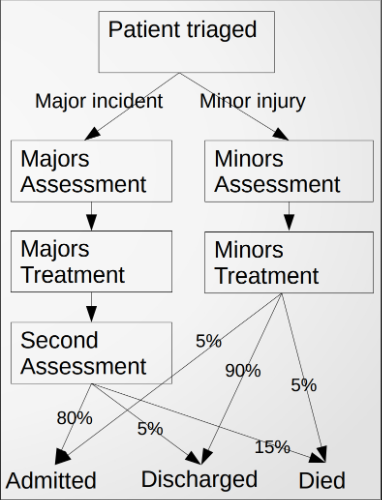 Patient triaged
Major incident
Minor injury
Majors
Assessment
Minors
Assessment
Majors
Treatment
Minors
Treatment
Second
Assessment
5%
90%
5%
80%
5%
15%
Admitted
Discharged
Died